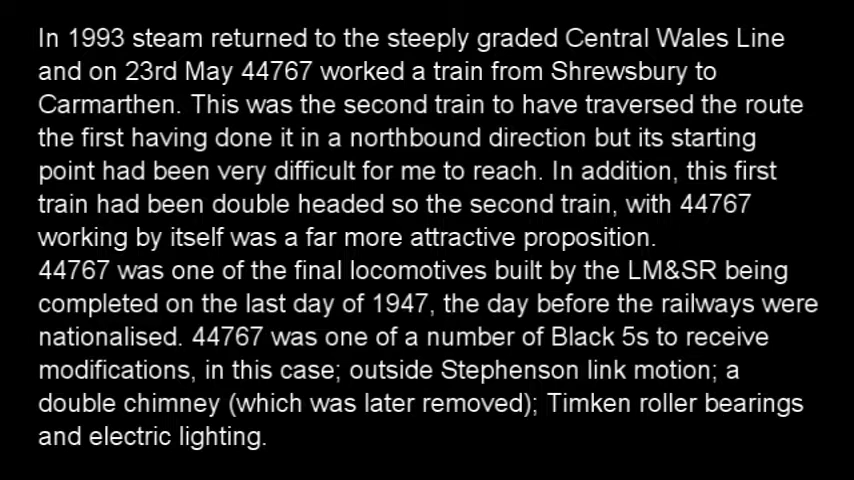 In 1993 steam returned to the steeply graded Central Wales Line
and on 23rd May 44767 worked a train from Shrewsbury to
Carmarthen. This was the second train to have traversed the route
the first having done it in a northbound direction but its starting
point had been very difficult for me to reach. In addition, this first
train had been double headed so the second train, with 44767
working by itself was a far more attractive proposition.
44767 was one of the final locomotives built by the LM&SR being
completed on the last day of 1947, the day before the railways were
nationalised. 44767 was one of a number of Black 5s to receive
modifications, in this case; outside Stephenson link motion; a
double chimney (which was later removed); Timken roller bearings
and electric lighting.